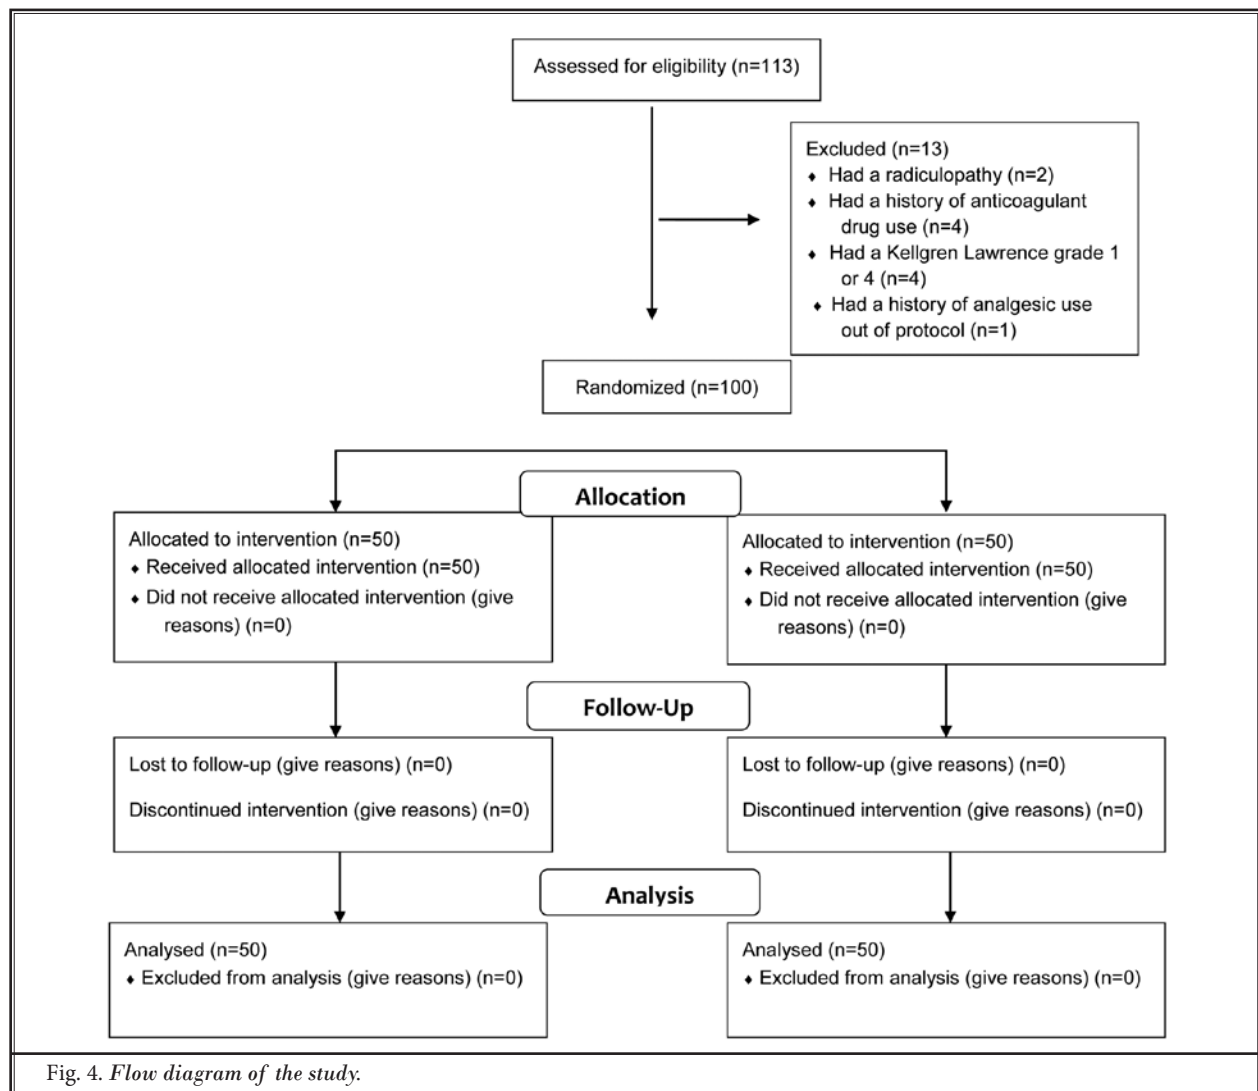 Assessed for eligibility (n=113)
Excluded (n=13)
♦ Had a radiculopathy (n=2)
♦ Had a history of anticoagulant
drug use (n=4)
♦ Had a Kellgren Lawrence grade 1
or 4 (n=4)
♦ Had a history of analgesic use
out of protocol (n=1)
Randomized (n=100)
Allocation
Allocated to intervention (n=50)
♦ Received allocated intervention (n=50)
♦ Did not receive allocated intervention (give
reasons) (n=0)
Allocated to intervention (n=50)
♦ Received allocated intervention (n=50)
♦ Did not receive allocated intervention (give
reasons) (n=0)
Follow-Up
Lost to follow-up (give reasons) (n=0)
Discontinued intervention (give reasons) (n=0)
Lost to follow-up (give reasons) (n=0)
Discontinued intervention (give reasons) (n=0)
Analysis
Analysed (n=50)
♦ Excluded from analysis (give reasons) (n=0)
Analysed (n=50)
♦ Excluded from analysis (give reasons) (n=0)
Fig. 4. Flow diagram of the study.